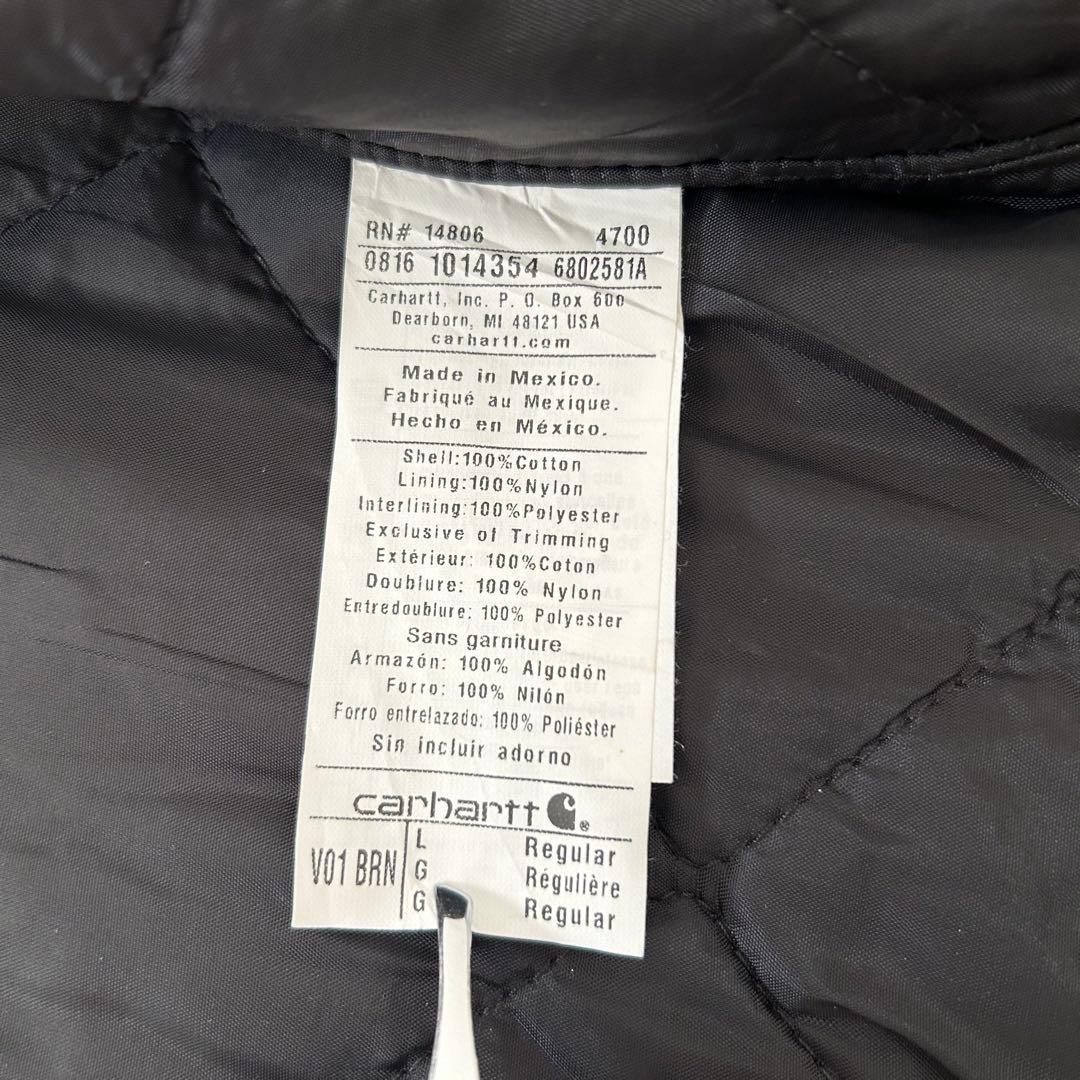 RN# 14806 4700
0816 1014354 6802581A
Carhartt, Inc. P. O. Box 600
Dearborn, MI 48121 USA
carhartt.com
Made in Mexico.
Fabriqué au Mexique.
Hecho en México.
Shell:100%Cotton
Lining:100%Nylon
Interlining:100%Polyester
Exclusive of Trimming
Extérieur: 100%Coton
Doublure: 100% Nylon
Entredoublure: 100% Polyester
Sans garniture
Armazón: 100% Algodón
Forro: 100% Nilón
Forro entrelazado: 100% Poliéster
Sin incluir adorno
carhartt ®
V01 BRN
L Regular
G Régulière
G Regular